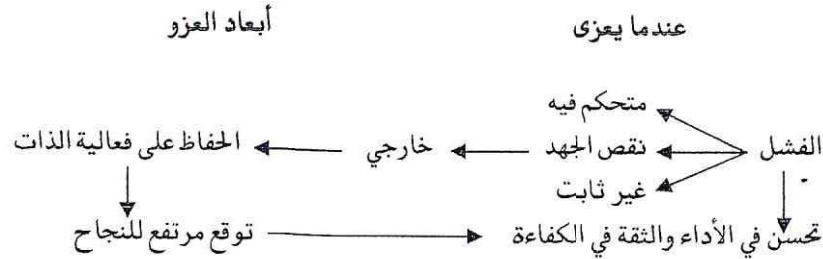 عندما يعزى أبعاد العزو
متحكم فيه
الفشل نقص الجهد خارجي الحفاظ على فعالية الذات
غير ثابت
تحسن في الأداء والثقة في الكفاءة توقع مرتفع للنجاح